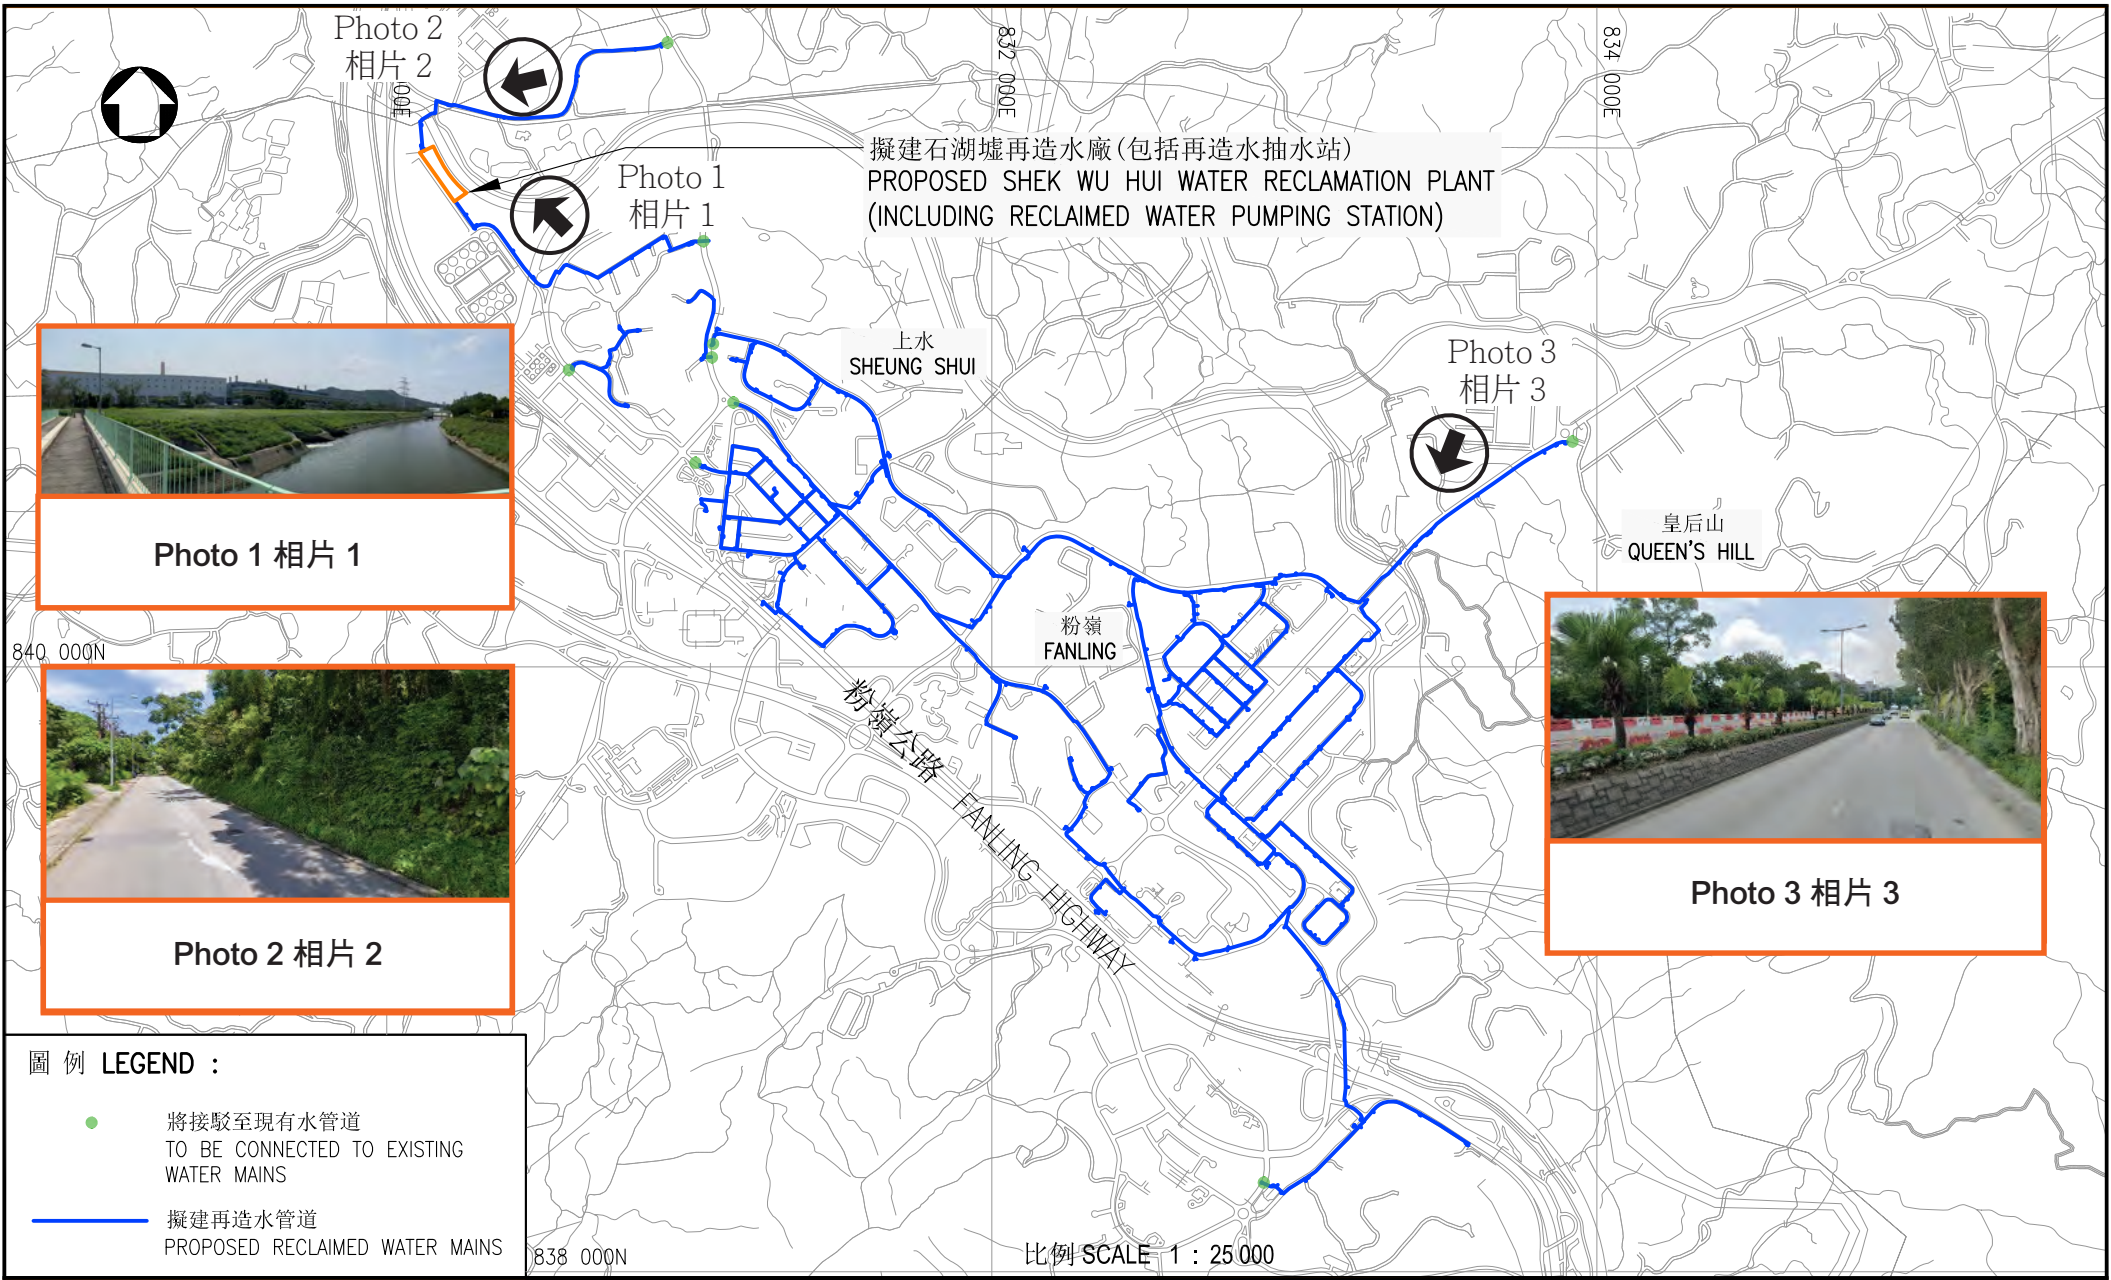 Photo 2
相片 2
00E
832 000E
834 000E
擬建石湖墟再造水廠(包括再造水抽水站)
PROPOSED SHEK WU HUI WATER RECLAMATION PLANT
(INCLUDING RECLAIMED WATER PUMPING STATION)
Photo 1
相片 1
上水
SHEUNG SHUI
Photo 3
相片 3
皇后山
QUEEN'S HILL
Photo 1 相片 1
粉嶺
FANLING
840 000N
粉嶺公路 FANLING HIGHWAY
Photo 2 相片 2
Photo 3 相片 3
圖例 LEGEND :
將接駁至現有水管道
TO BE CONNECTED TO EXISTING
WATER MAINS
擬建再造水管道
PROPOSED RECLAIMED WATER MAINS
838 000N
比例 SCALE 1 : 25 000